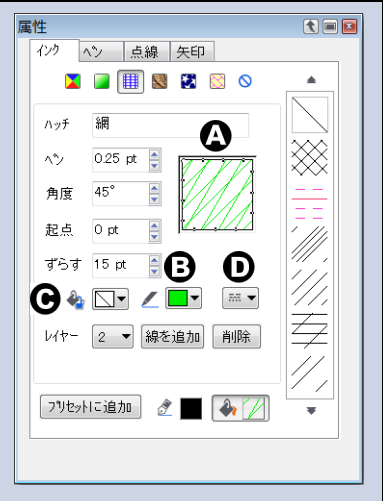 属性
インク ペン 点線 矢印
ハッチ 網
A
ペン 0.25 pt
角度 45°
起点 0 pt
ずらす 15 pt
B D
C
レイヤー 2 線を追加 削除
プリセットに追加